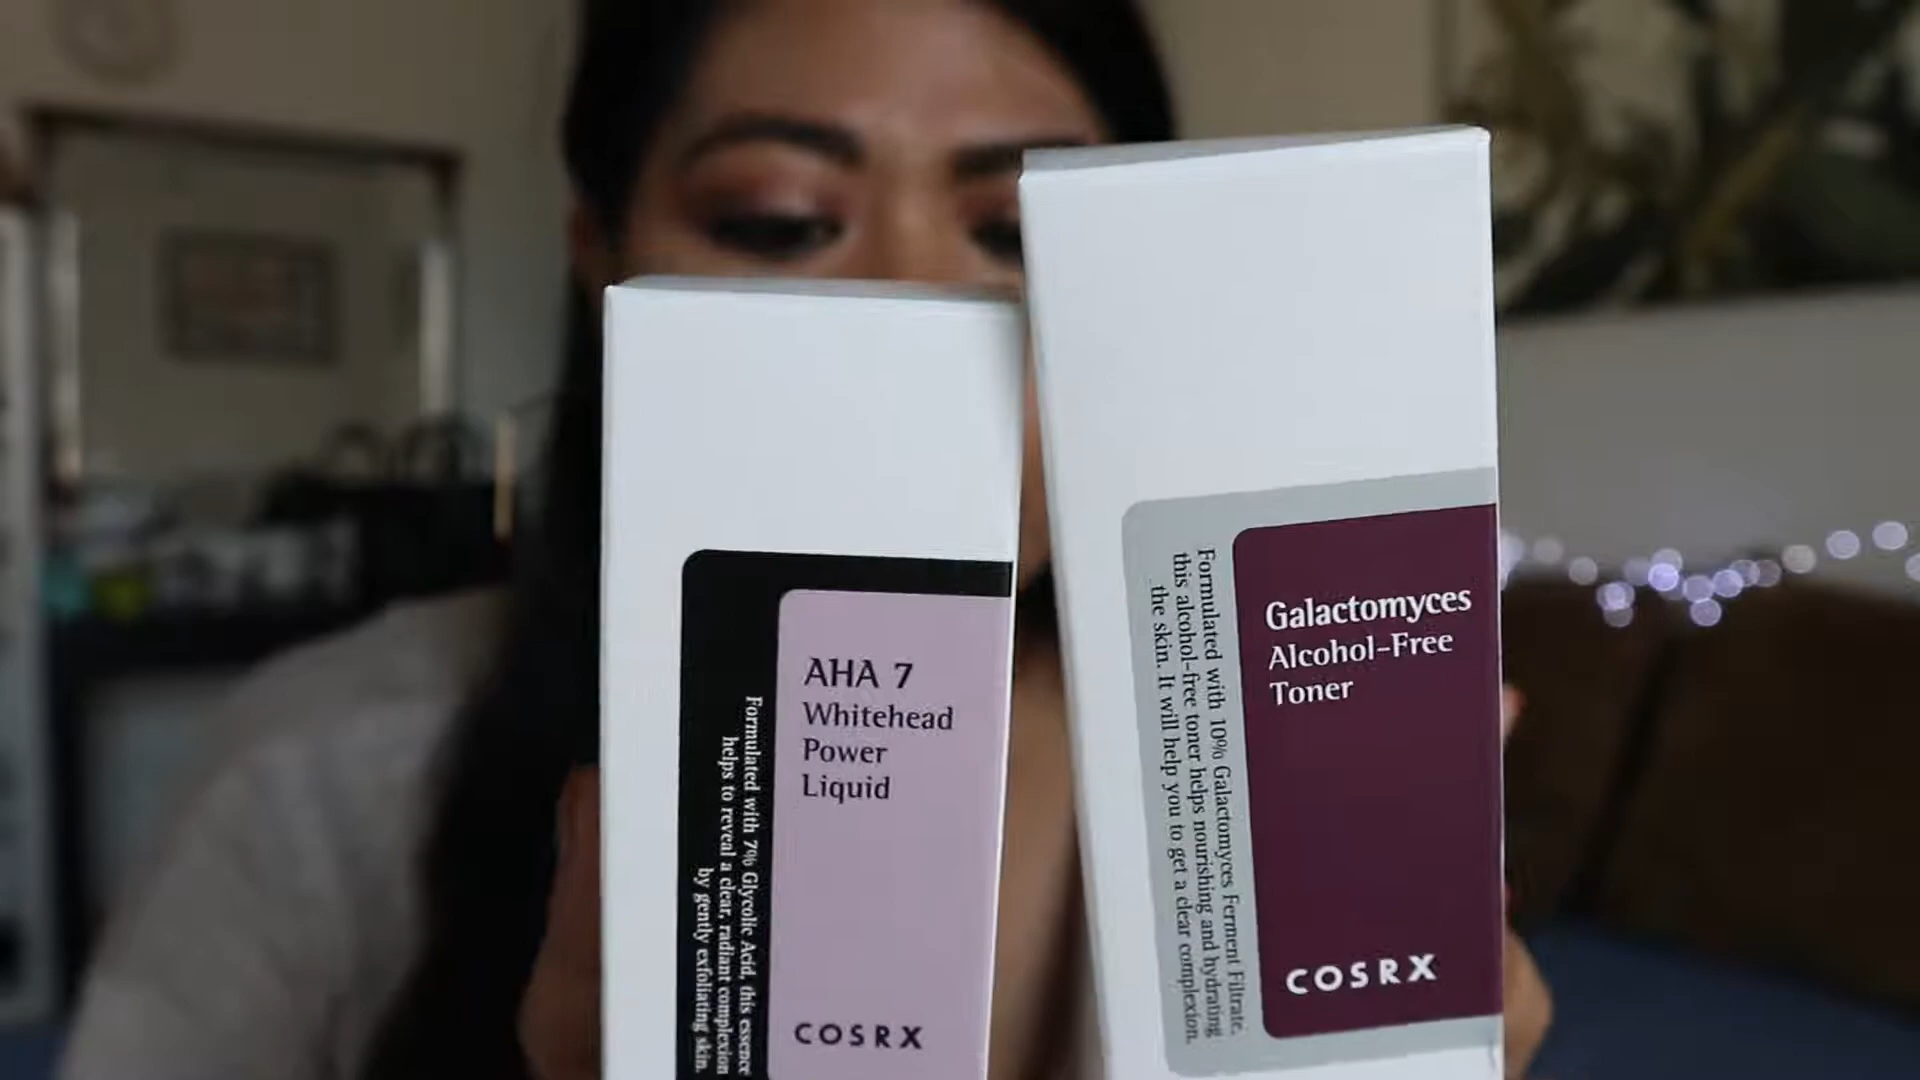 AHA 7
Whitehead
Power
Liquid
Formulated with 7% Glycolic Acid, this essence
helps to reveal a clear, radiant complexion
by gently exfoliating skin.
COSRX
Galactomyces
Alcohol-Free
Toner
Formulated with 10% Galactomyces Ferment Filtrate,
this alcohol-free toner helps nourishing and hydrating
the skin. It will help you to get a clear complexion.
COSRX